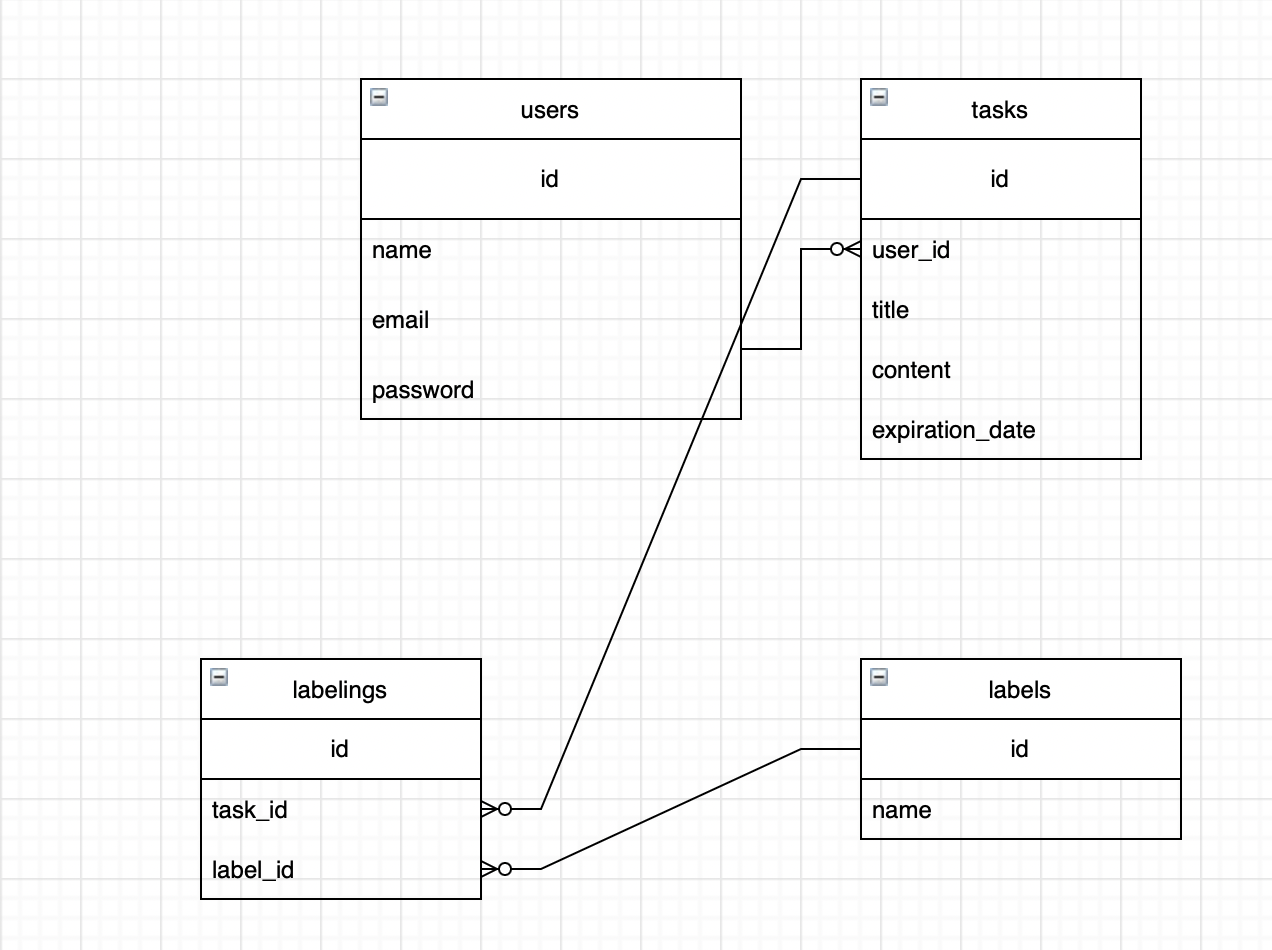 users
id
name
email
password
tasks
id
user_id
title
content
expiration_date
labelings
id
task_id
label_id
labels
id
name